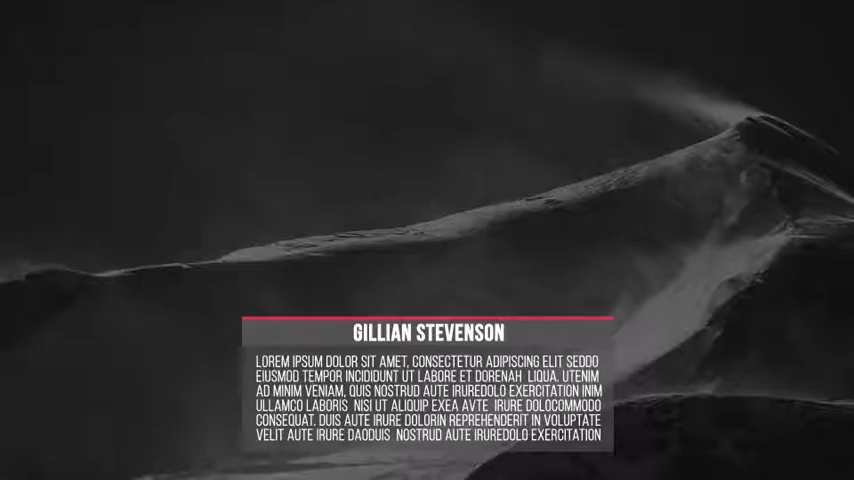 GILLIAN STEVENSON
LOREM IPSUM DOLOR SIT AMET, CONSECTETUR ADIPISCING ELIT SEDDO
EIUSMOD TEMPOR INCIDIDUNT UT LABORE ET DORENAH LIQUA. UTENIM
AD MINIM VENIAM, QUIS NOSTRUD AUTE IRUREDOLO EXERCITATION INIM
ULLAMCO LABORIS NISI UT ALIQUIP EXEA AVTE IRURE DOLOCOMMODO
CONSEQUAT. DUIS AUTE IRURE DOLORIN REPREHENDERIT IN VOLUPTATE
VELIT AUTE IRURE DAODUIS NOSTRUD AUTE IRUREDOLO EXERCITATION